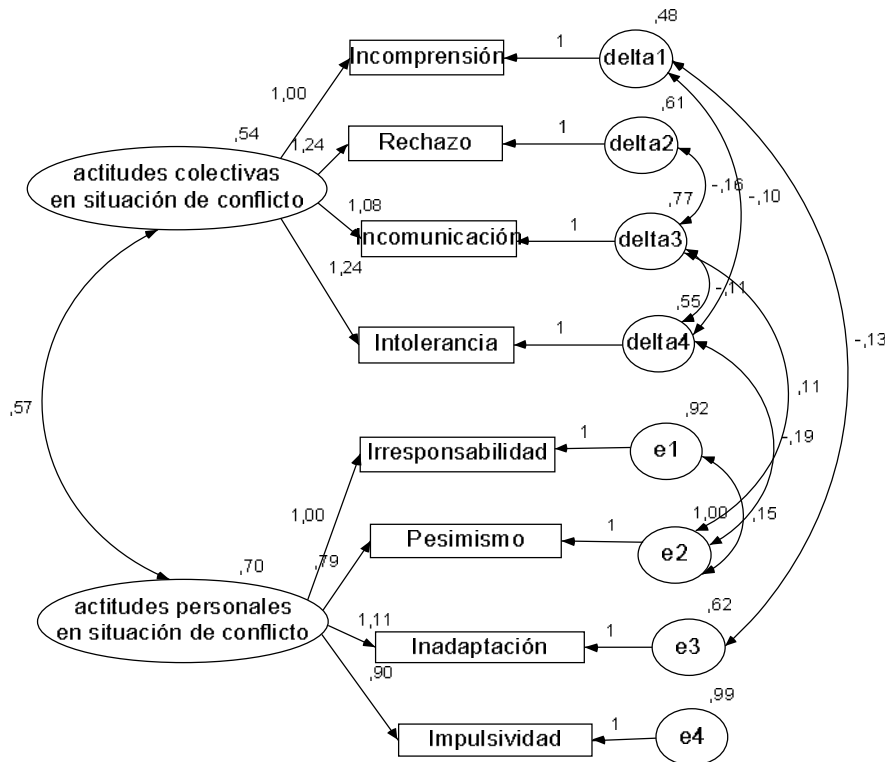 ,48
Incomprensión
1
delta1
1,00
,61
,54
1,24
Rechazo
1
delta2
actitudes colectivas
en situación de conflicto
,77
-,16
-,10
1,08
Incomunicación
1
delta3
1,24
,55
-,11
Intolerancia
1
delta4
-,13
,57
,11
,92
-,19
Irresponsabilidad
1
e1
1,00
1,00
,15
,79
Pesimismo
1
e2
,70
actitudes personales
en situación de conflicto
,62
1,11
Inadaptación
1
e3
,90
,99
Impulsividad
1
e4